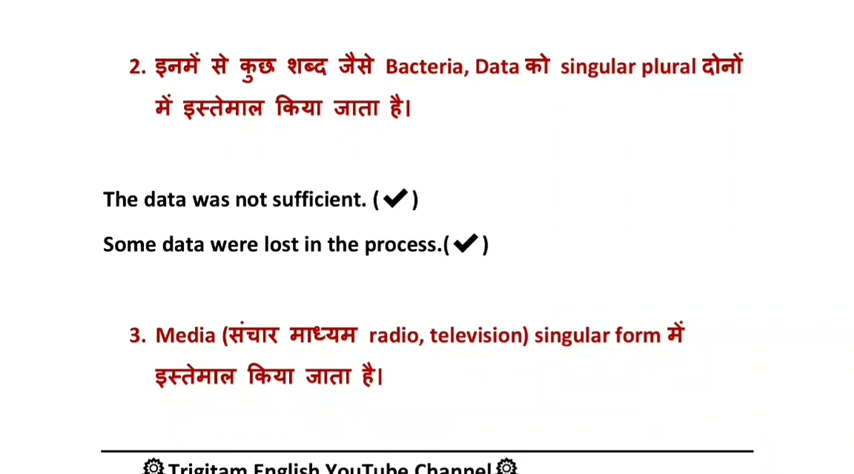 2. इनमें से कुछ शब्द जैसे Bacteria, Data को singular plural दोनों
में इस्तेमाल किया जाता है।
The data was not sufficient. (✔)
Some data were lost in the process.(✔)
3. Media (संचार माध्यम radio, television) singular form में
इस्तेमाल किया जाता है।
Trigitam English YouTube Channel